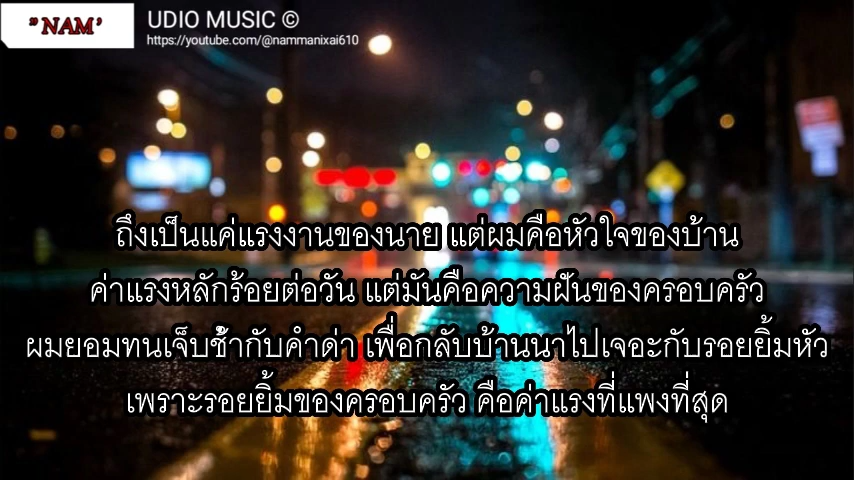 "NAM'
UDIO MUSIC ©
https://youtube.com/@nammanixai610
ถึงเป็นแค่แรงงานของนาย แต่ผมคือหัวใจของบ้าน
ค่าแรงหลักร้อยต่อวัน แต่มันคือความฝันของครอบครัว
ผมยอมทนเจ็บช้ำกับคำด่า เพื่อกลับบ้านนาไปเจอะกับรอยยิ้มหัว
เพราะรอยยิ้มของครอบครัว คือค่าแรงที่แพงที่สุด